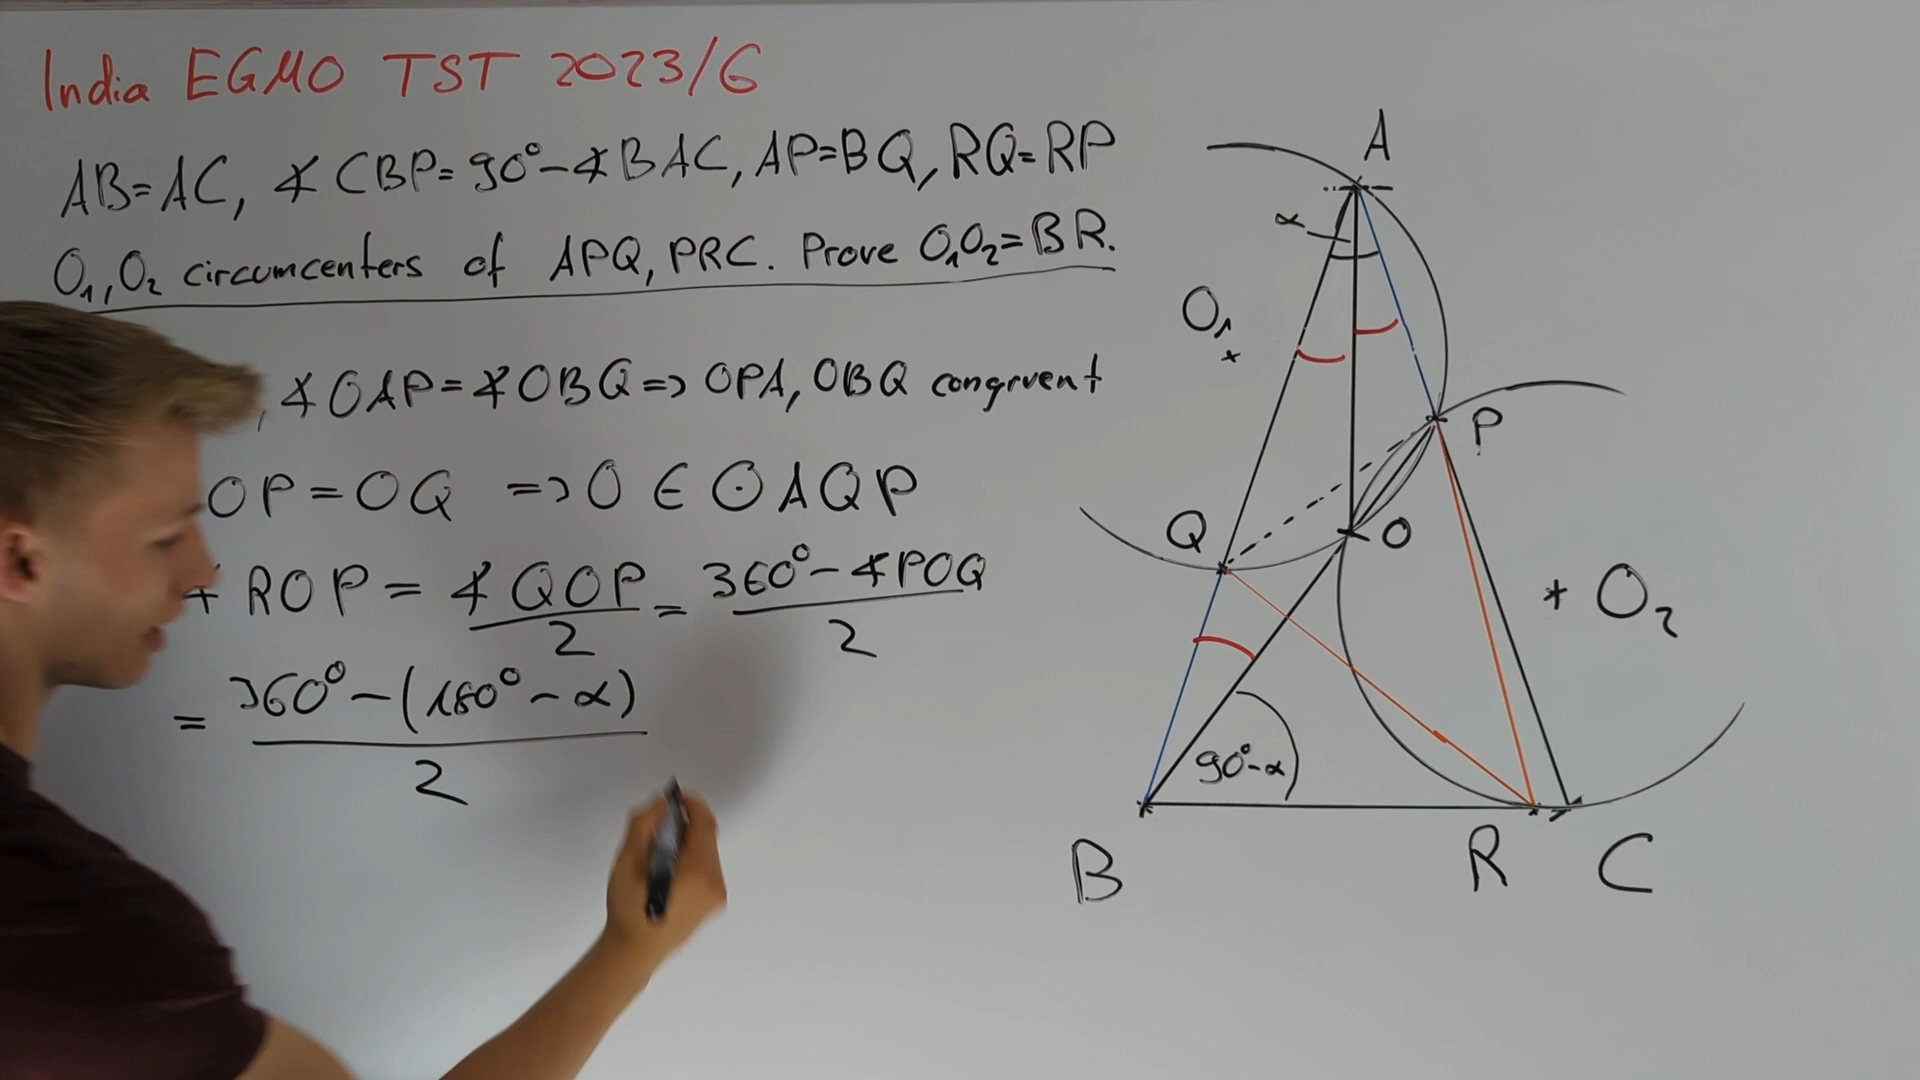 India EGMO TST 2023/6
AB=AC, ∡CBP=90°-∡BAC, AP=BQ, RQ=RP
O₁,O₂ circumcenters of APQ, PRC. Prove O₁O₂=BR.
, ∡OAP=∡OBQ=> OPA, OBQ congruent
OP=OQ => O ∈ ⊙AQP
∡ROP = ∡QOP/2 = (360°-∡POQ)/2
= (360°-(180°-α))/2
A
α
O₁
P
Q
O
O₂
90°-α
B
R
C